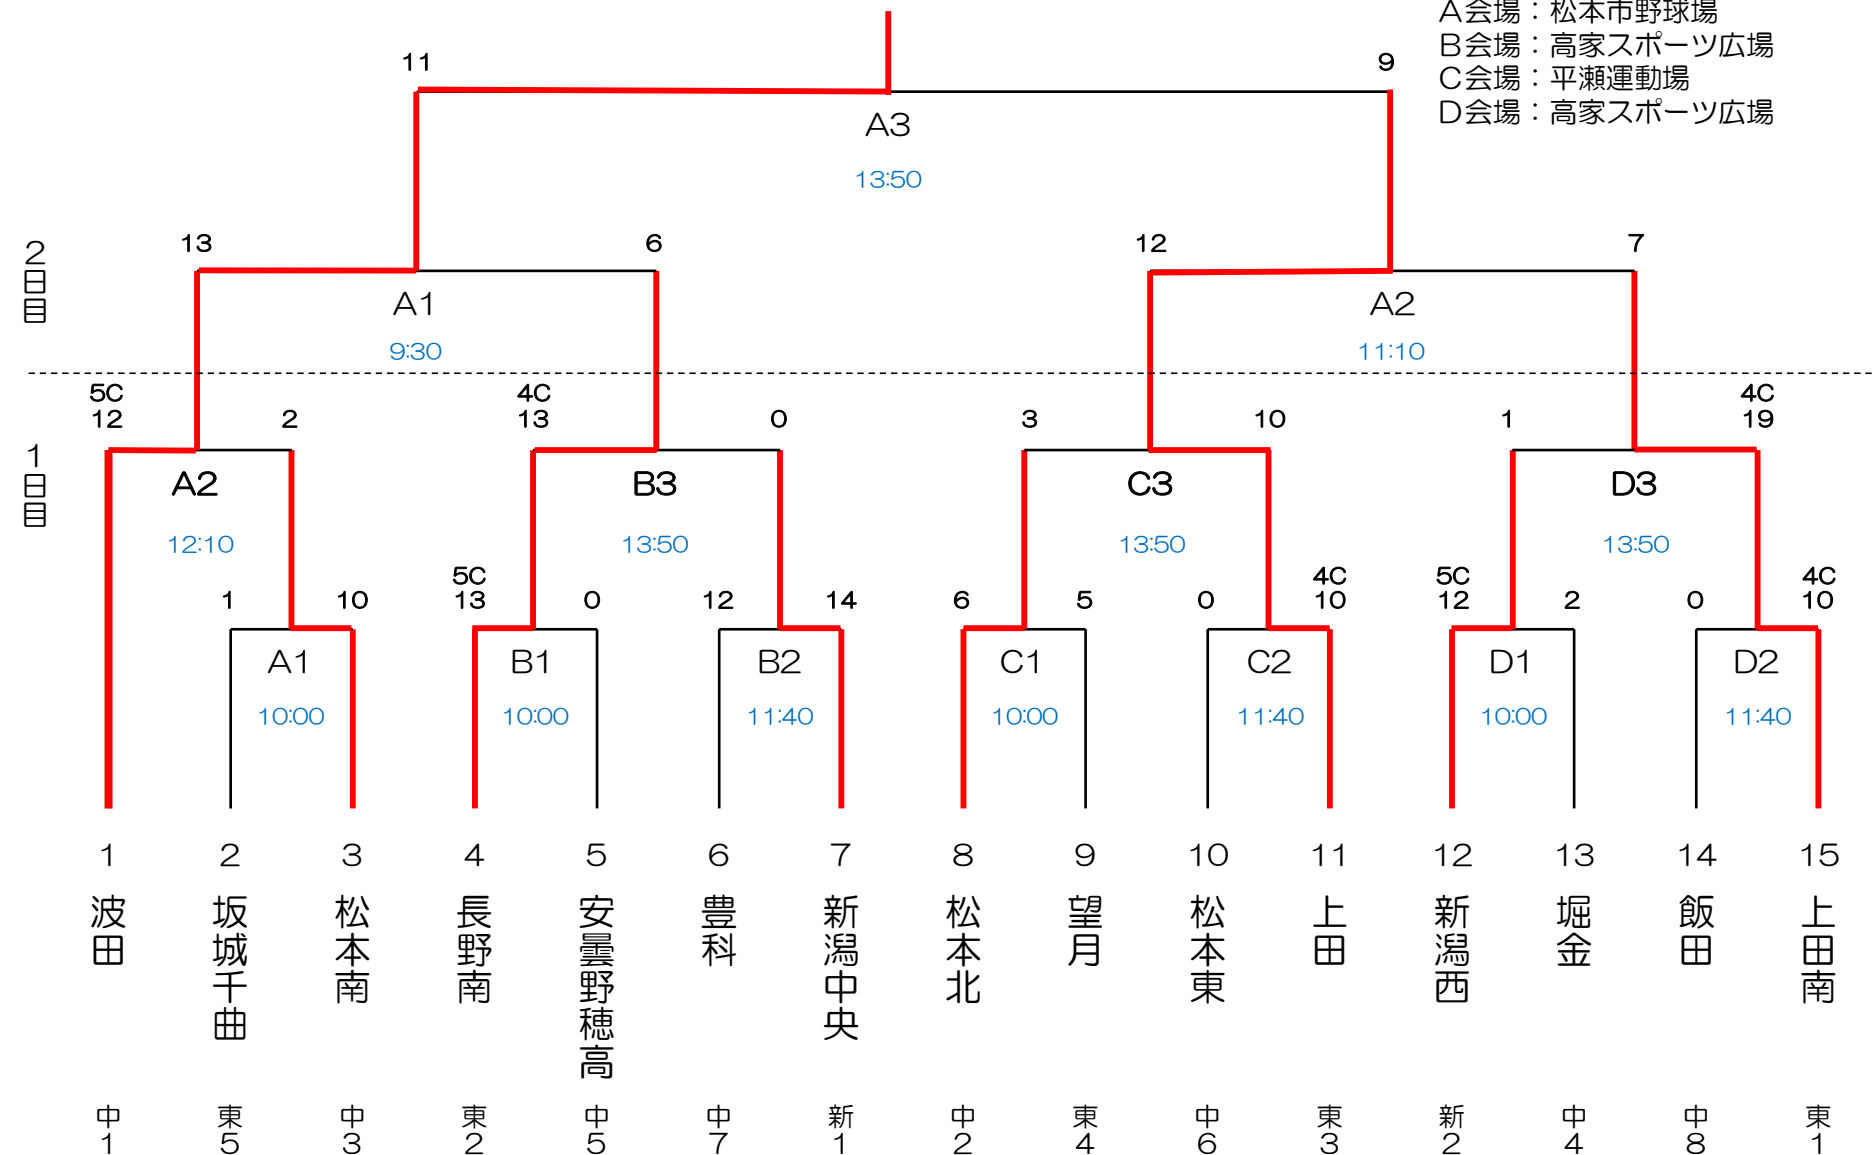 A会場：松本市野球場
B会場：高家スポーツ広場
C会場：平瀬運動場
D会場：高家スポーツ広場
11 9
A3
13:50
2日目
13 6 12 7
A1 A2
9:30 11:10
1日目
5C 4C 4C
12 2 13 0 3 10 1 19
A2 B3 C3 D3
12:10 13:50 13:50 13:50
5C 4C 5C 4C
1 10 13 0 12 14 6 5 0 10 12 2 0 10
A1 B1 B2 C1 C2 D1 D2
10:00 10:00 11:40 10:00 11:40 10:00 11:40
1 2 3 4 5 6 7 8 9 10 11 12 13 14 15
波田
坂城千曲
松本南
長野南
安曇野穂高
豊科
新潟中央
松本北
望月
松本東
上田
新潟西
堀金
飯田
上田南
中1 東5 中3 東2 中5 中7 新1 中2 東4 中6 東3 新2 中4 中8 東1